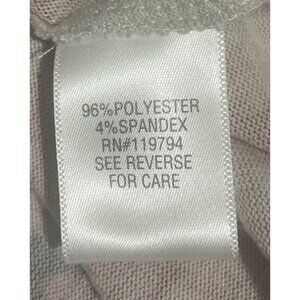 96%POLYESTER
4%SPANDEX
RN#119794
SEE REVERSE
FOR CARE